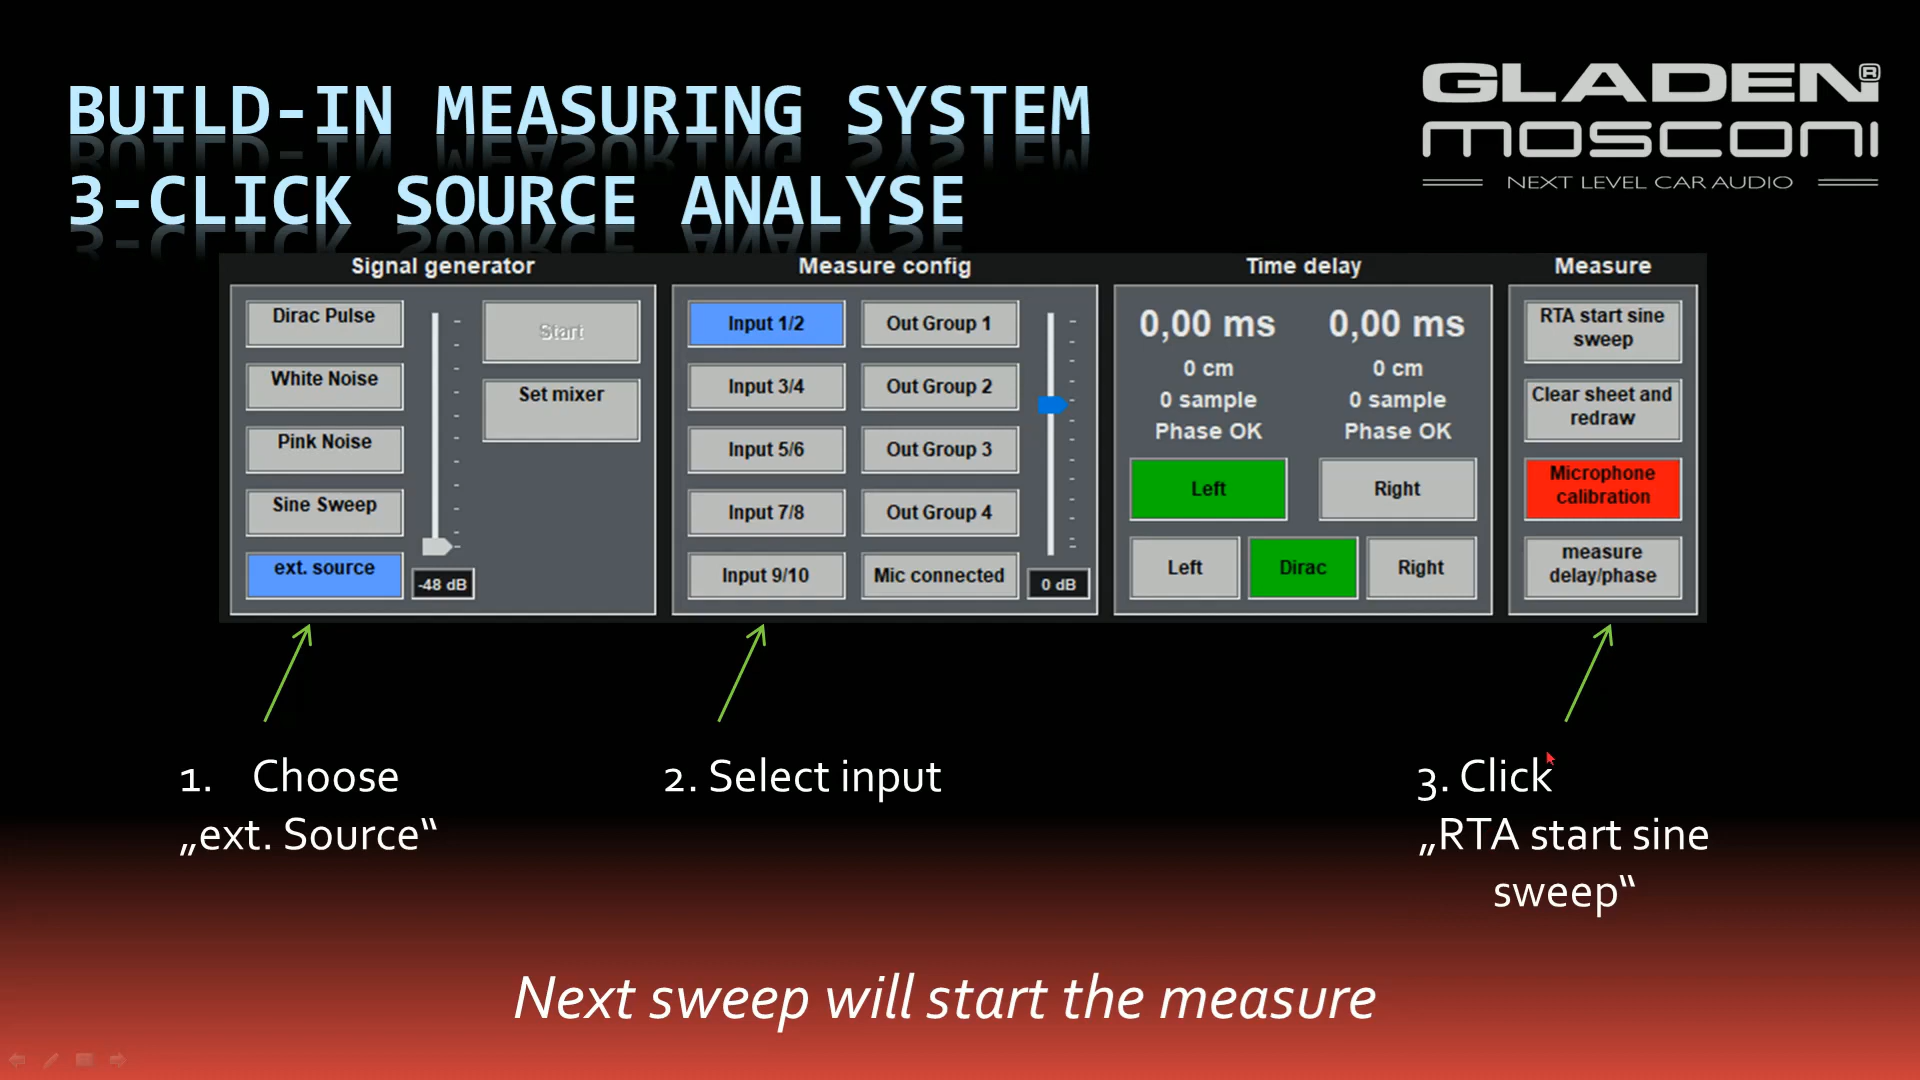 BUILD-IN MEASURING SYSTEM
3-CLICK SOURCE ANALYSE
GLADEN®
MOSCONI
NEXT LEVEL CAR AUDIO
Signal generator
Dirac Pulse
White Noise
Pink Noise
Sine Sweep
ext. source
-48 dB
Start
Set mixer
Measure config
Input 1/2
Input 3/4
Input 5/6
Input 7/8
Input 9/10
Out Group 1
Out Group 2
Out Group 3
Out Group 4
Mic connected
0 dB
Time delay
0,00 ms
0 cm
0 sample
Phase OK
Left
0,00 ms
0 cm
0 sample
Phase OK
Right
Left
Dirac
Right
Measure
RTA start sine
sweep
Clear sheet and
redraw
Microphone
calibration
measure
delay/phase
1. Choose
„ext. Source“
2. Select input
3. Click
„RTA start sine
sweep“
Next sweep will start the measure